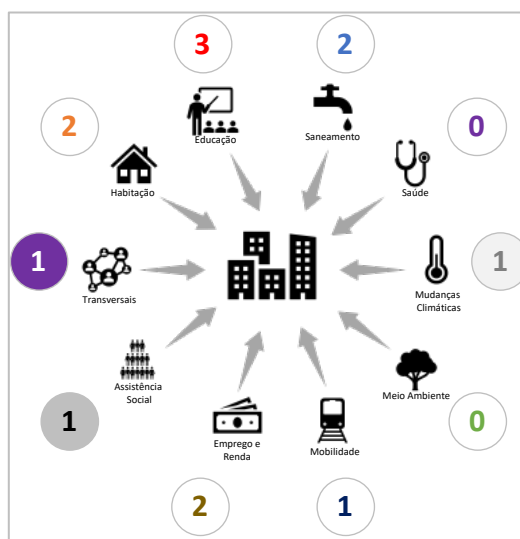 3
2
Educação
Saneamento
2
0
Habitação
Saúde
1
1
Transversais
Mudanças
Climáticas
Assistência
Social
Meio Ambiente
1
0
Emprego e
Renda
Mobilidade
2
1